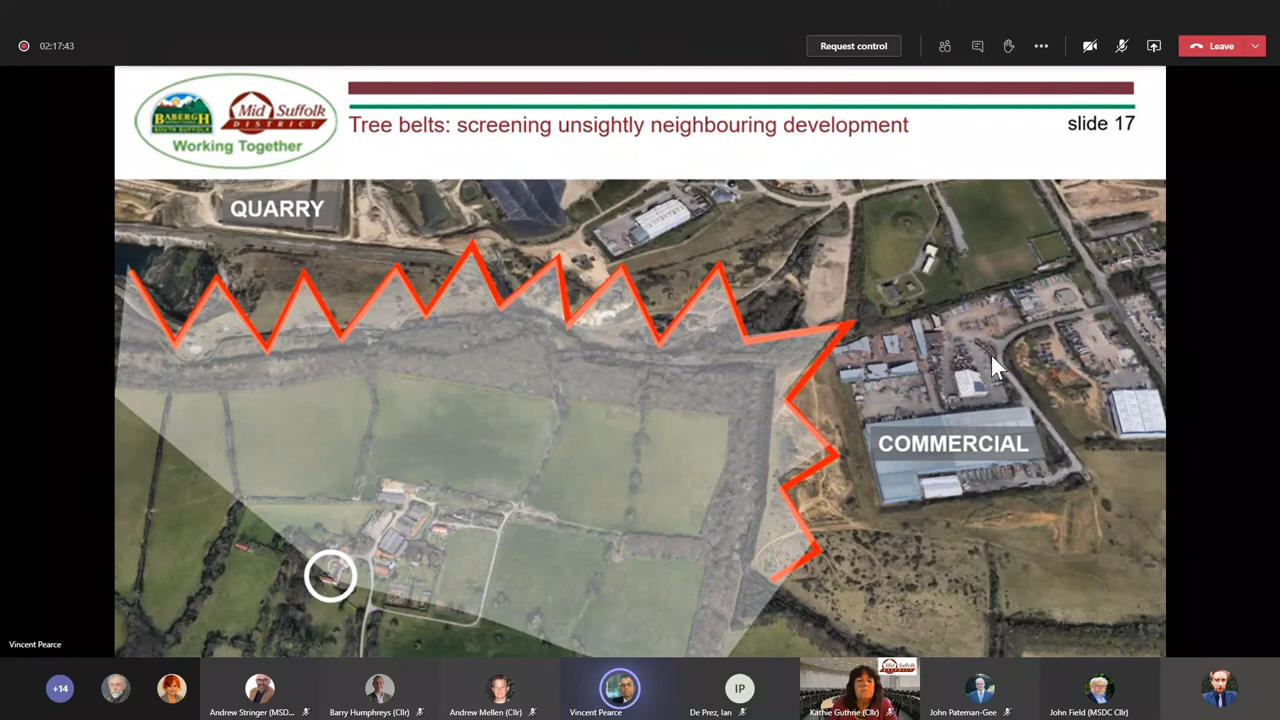 02:17:43
Request control
Leave
BABERGH
SOUTH SUFFOLK
Mid Suffolk
DISTRICT
Working Together
Tree belts: screening unsightly neighbouring development
slide 17
QUARRY
COMMERCIAL
Vincent Pearce
+14
Andrew Stringer (MSD...
Barry Humphreys (Cllr)
Andrew Mellen (Cllr)
Vincent Pearce
IP
De Prez, Ian
Mid Suffolk
Kathie Guthrie (Cllr)
John Pateman-Gee
John Field (MSDC Cllr)